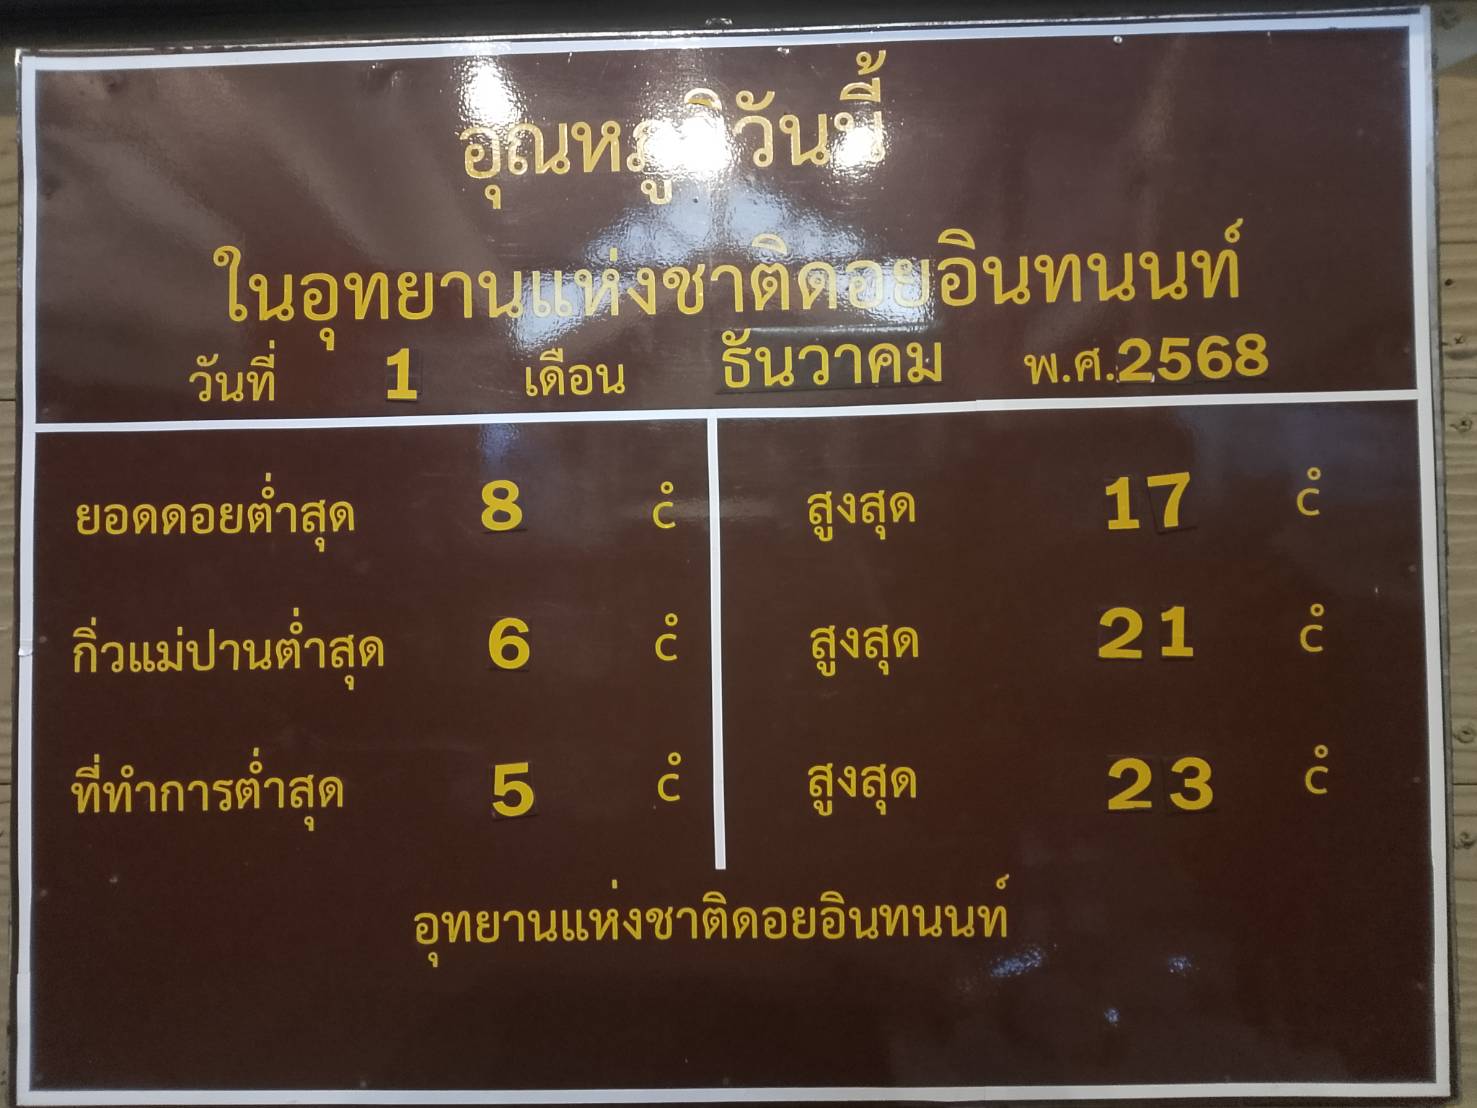 อุณหภูมิวันนี้
ในอุทยานแห่งชาติดอยอินทนนท์
วันที่ 1 เดือน ธันวาคม พ.ศ.2568
ยอดดอยต่ำสุด 8 C° สูงสุด 17 C°
กิ่วแม่ปานต่ำสุด 6 C° สูงสุด 21 C°
ที่ทำการต่ำสุด 5 C° สูงสุด 23 C°
อุทยานแห่งชาติดอยอินทนนท์